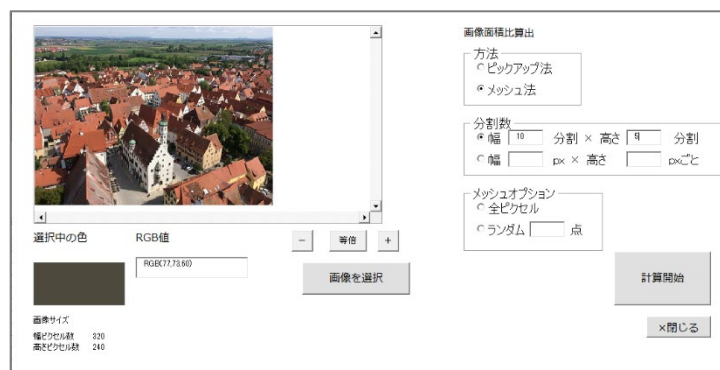 画像面積比算出
方法
ピックアップ法
メッシュ法
分割数
幅 10 分割 × 高さ 5 分割
幅 px × 高さ pxごと
メッシュオプション
全ピクセル
ランダム 点
選択中の色 RGB値
- 等倍 +
RGB(77,73,60)
画像を選択
計算開始
×閉じる
画像サイズ
幅ピクセル数 320
高さピクセル数 240